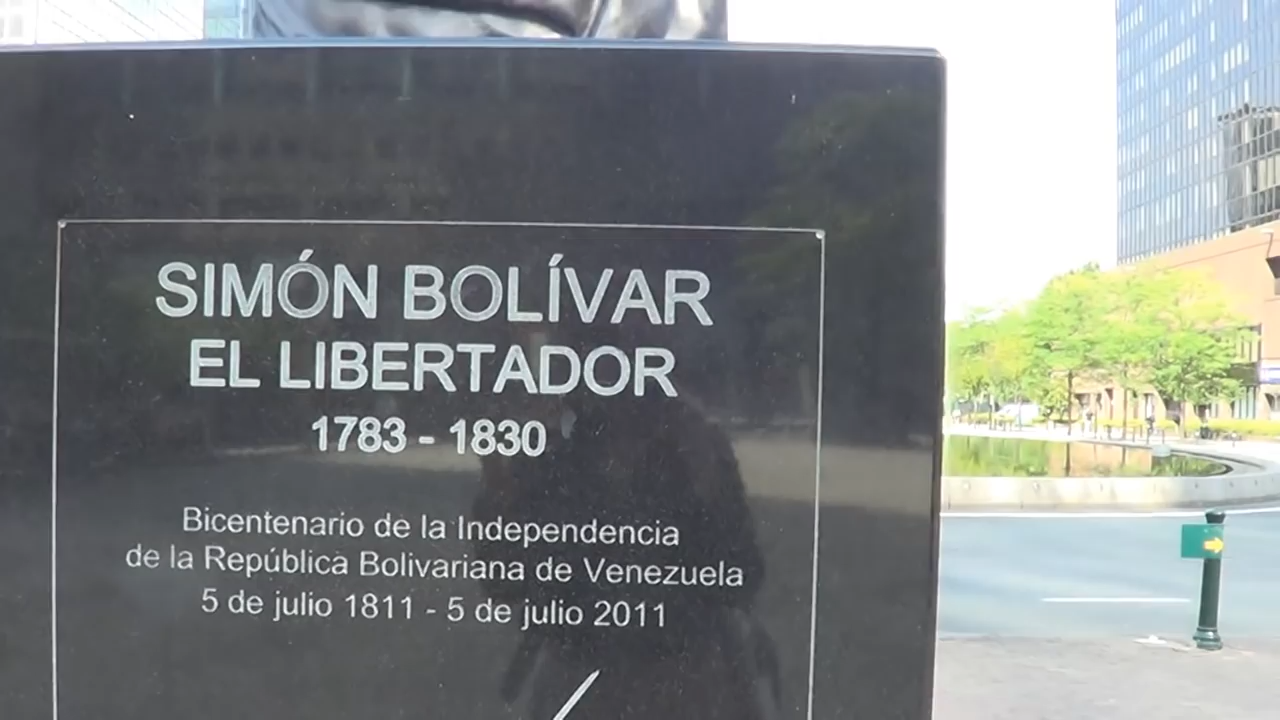 SIMÓN BOLÍVAR
EL LIBERTADOR
1783 - 1830
Bicentenario de la Independencia
de la República Bolivariana de Venezuela
5 de julio 1811 - 5 de julio 2011